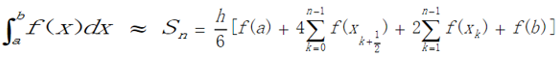 ∫_a^b f(x)dx ≈ S_n = h/6 [f(a) + 4∑_{k=0}^{n-1} f(x_{k+1/2}) + 2∑_{k=1}^{n-1} f(x_k) + f(b)]